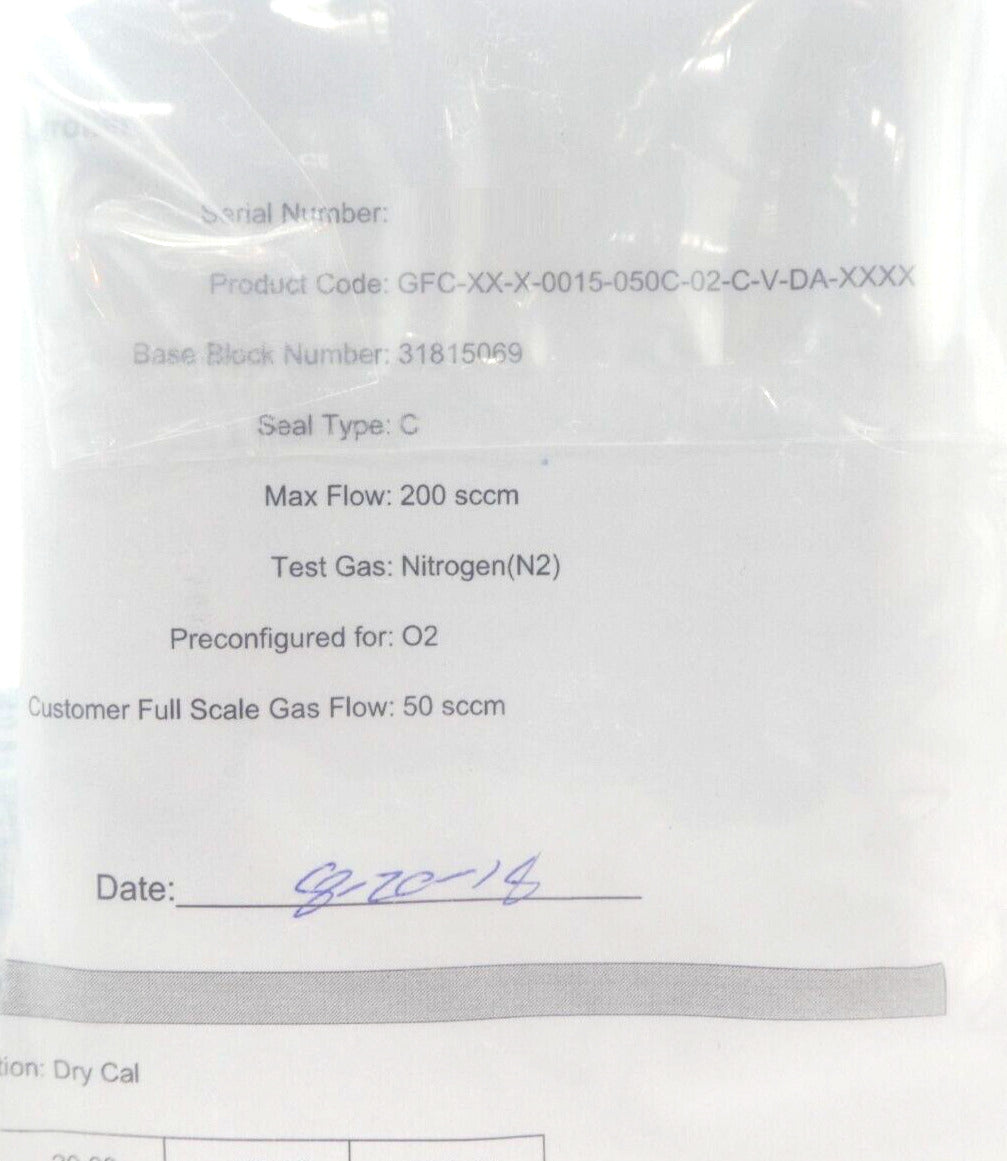 Serial Number:
Product Code: GFC-XX-X-0015-050C-02-C-V-DA-XXXX
Base Block Number: 31815069
Seal Type: C
Max Flow: 200 sccm
Test Gas: Nitrogen(N2)
Preconfigured for: O2
Customer Full Scale Gas Flow: 50 sccm
Date: 8-20-18
tion: Dry Cal